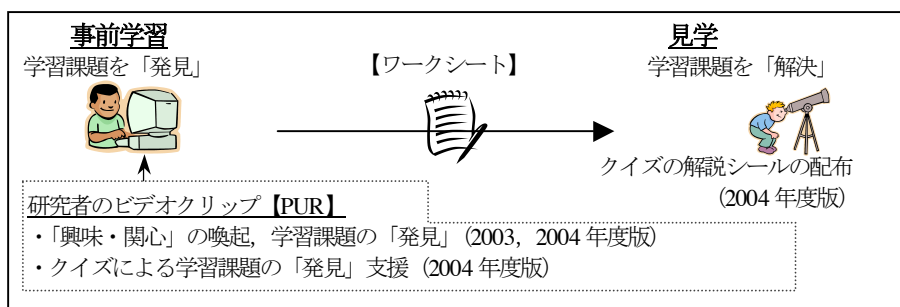 事前学習
学習課題を「発見」
【ワークシート】
見学
学習課題を「解決」
クイズの解説シールの配布
(2004 年度版)
研究者のビデオクリップ【PUR】
・「興味・関心」の喚起，学習課題の「発見」(2003，2004 年度版)
・クイズによる学習課題の「発見」支援 (2004 年度版)